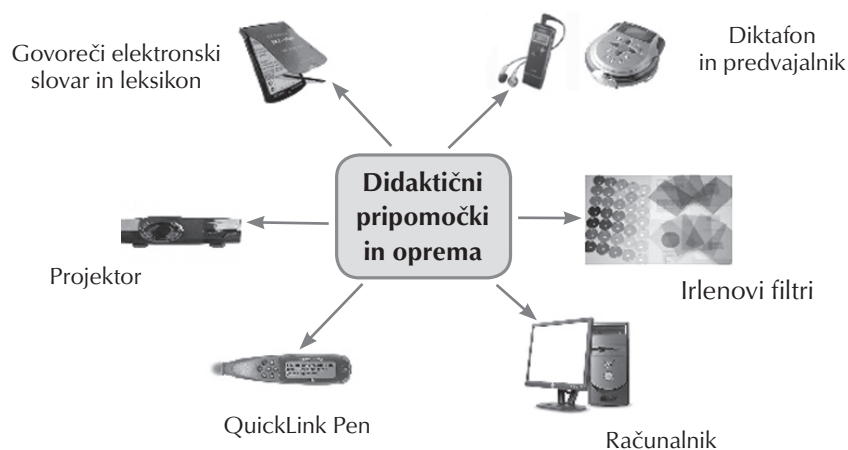 Govoreči elektronski
slovar in leksikon
Diktafon
in predvajalnik
Didaktični
pripomočki
in oprema
Projektor
Irlenovi filtri
QuickLink Pen
Računalnik